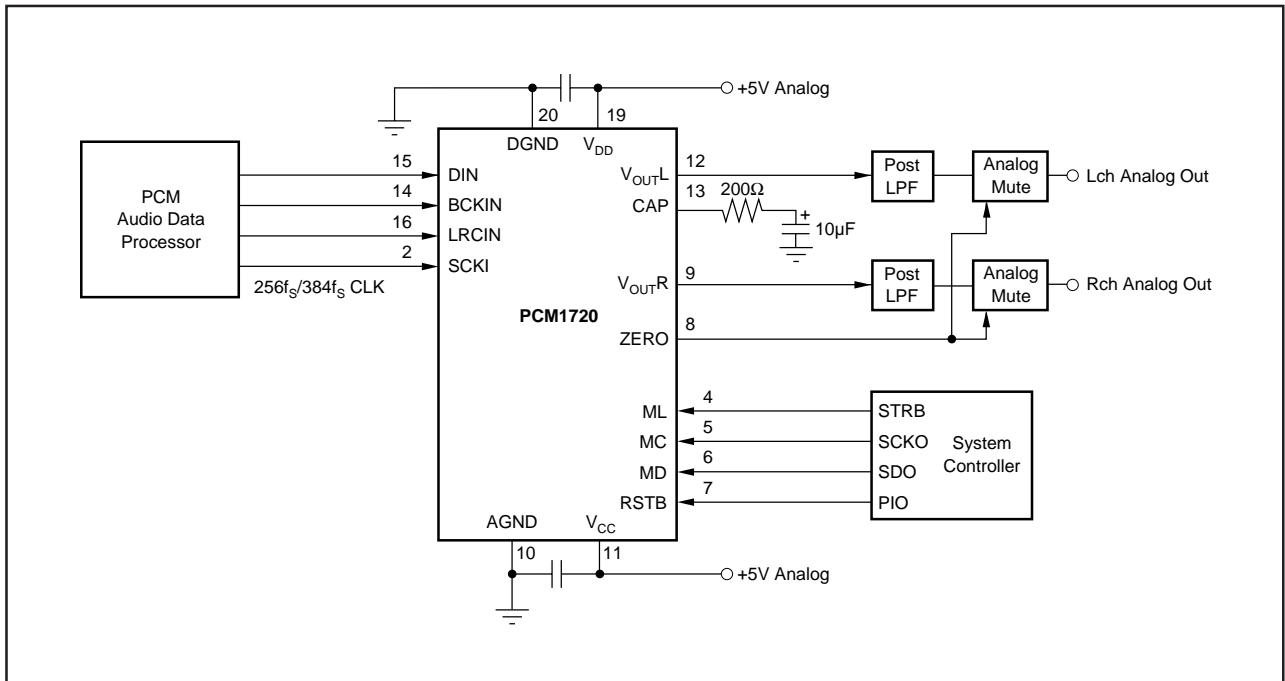 +5V Analog
20
19
DGND
V_DD
PCM
Audio Data
Processor
15
DIN
14
BCKIN
16
LRCIN
2
SCKI
256f_S/384f_S CLK
PCM1720
V_OUTL
12
CAP
13
200Ω
+
10µF
Post
LPF
Analog
Mute
Lch Analog Out
V_OUTR
9
Post
LPF
Analog
Mute
Rch Analog Out
ZERO
8
ML
4
STRB
MC
5
SCKO
MD
6
SDO
RSTB
7
PIO
System
Controller
AGND
V_CC
10
11
+5V Analog